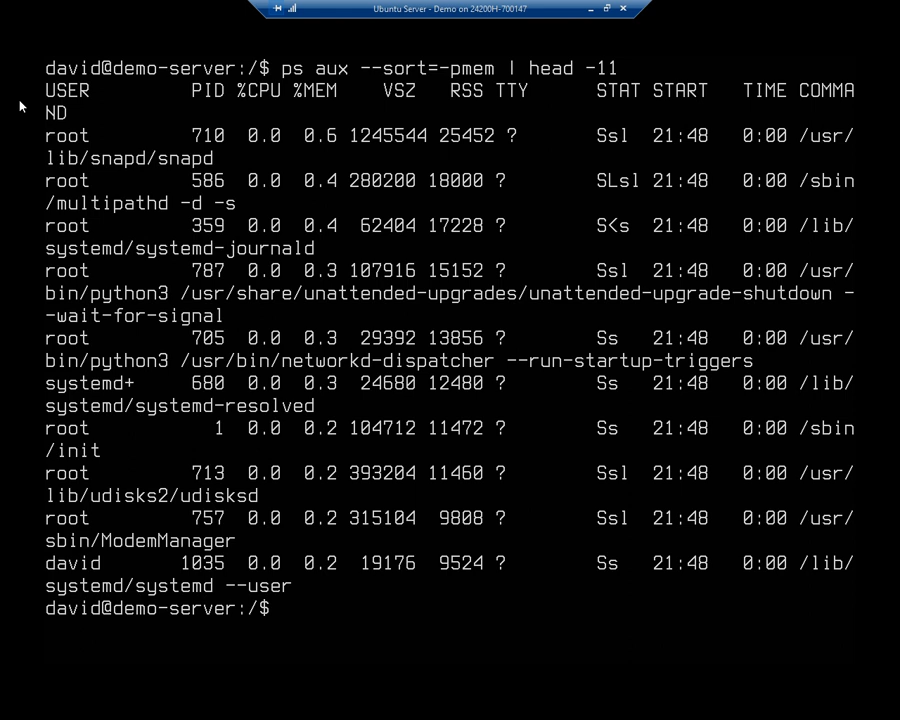 Ubuntu Server - Demo on 24200H-700147
david@demo-server:/$ ps aux --sort=-pmem | head -11
USER         PID %CPU %MEM    VSZ   RSS TTY      STAT START   TIME COMMA
ND
root         710  0.0  0.6 1245544 25452 ?       Ssl  21:48   0:00 /usr/
lib/snapd/snapd
root         586  0.0  0.4 280200 18000 ?        SLsl 21:48   0:00 /sbin
/multipathd -d -s
root         359  0.0  0.4  62404 17228 ?        S<s  21:48   0:00 /lib/
systemd/systemd-journald
root         787  0.0  0.3 107916 15152 ?        Ssl  21:48   0:00 /usr/
bin/python3 /usr/share/unattended-upgrades/unattended-upgrade-shutdown -
-wait-for-signal
root         705  0.0  0.3  29392 13856 ?        Ss   21:48   0:00 /usr/
bin/python3 /usr/bin/networkd-dispatcher --run-startup-triggers
systemd+     680  0.0  0.3  24680 12480 ?        Ss   21:48   0:00 /lib/
systemd/systemd-resolved
root           1  0.0  0.2 104712 11472 ?        Ss   21:48   0:00 /sbin
/init
root         713  0.0  0.2 393204 11460 ?        Ssl  21:48   0:00 /usr/
lib/udisks2/udisksd
root         757  0.0  0.2 315104  9808 ?        Ssl  21:48   0:00 /usr/
sbin/ModemManager
david       1035  0.0  0.2  19176  9524 ?        Ss   21:48   0:00 /lib/
systemd/systemd --user
david@demo-server:/$